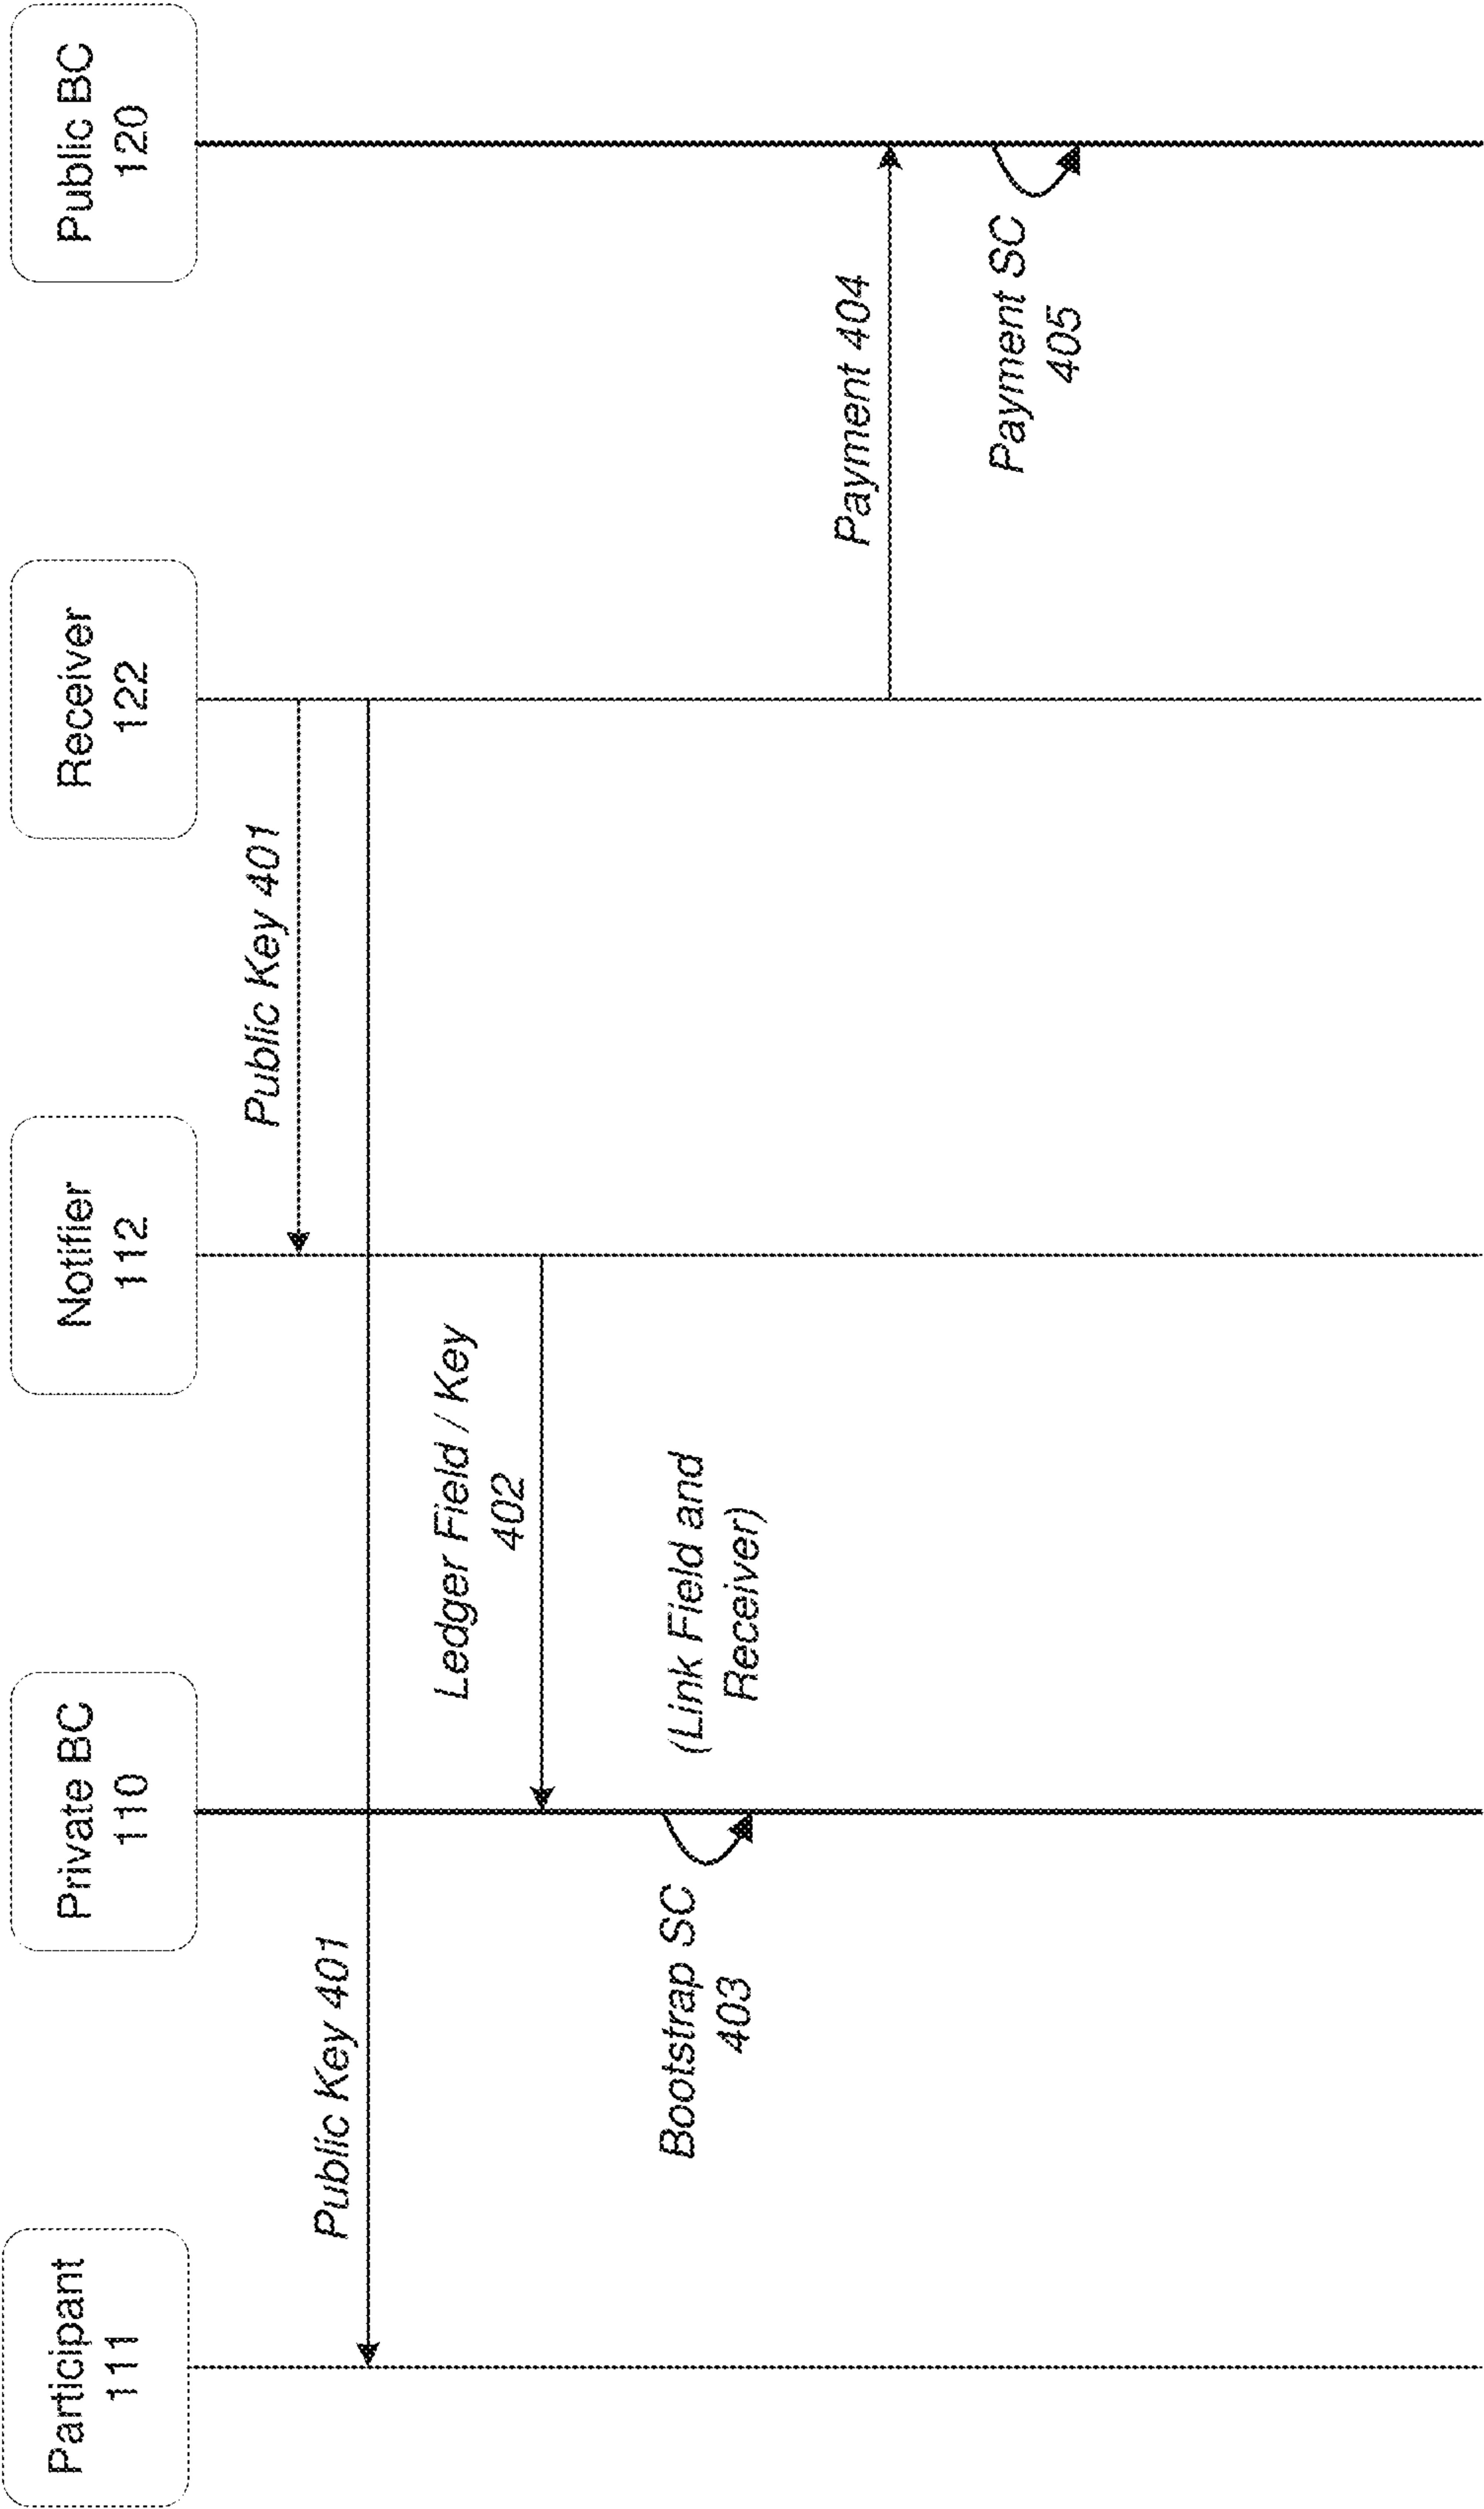 Participant
111
Private BC
110
Notifier
112
Receiver
122
Public BC
120
Public Key 401
Public Key 401
Ledger Field / Key
402
Bootstrap SC
403
(Link Field and
Receiver)
Payment 404
Payment SC
405